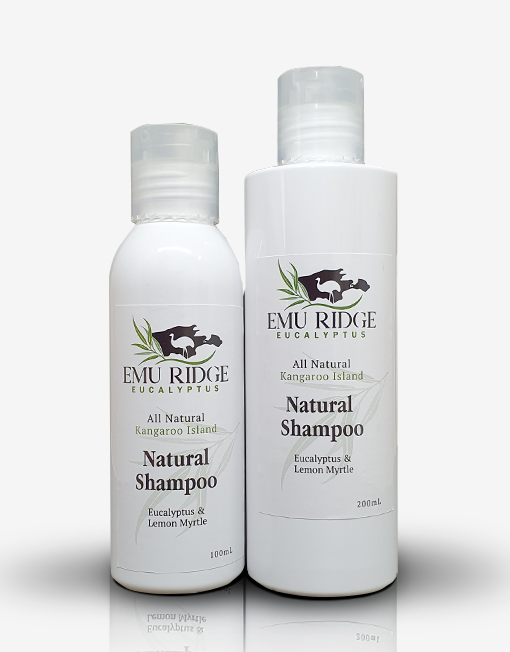 EMU RIDGE
EUCALYPTUS
All Natural
Kangaroo Island
Natural
Shampoo
Eucalyptus &
Lemon Myrtle
100mL
EMU RIDGE
EUCALYPTUS
All Natural
Kangaroo Island
Natural
Shampoo
Eucalyptus &
Lemon Myrtle
200mL